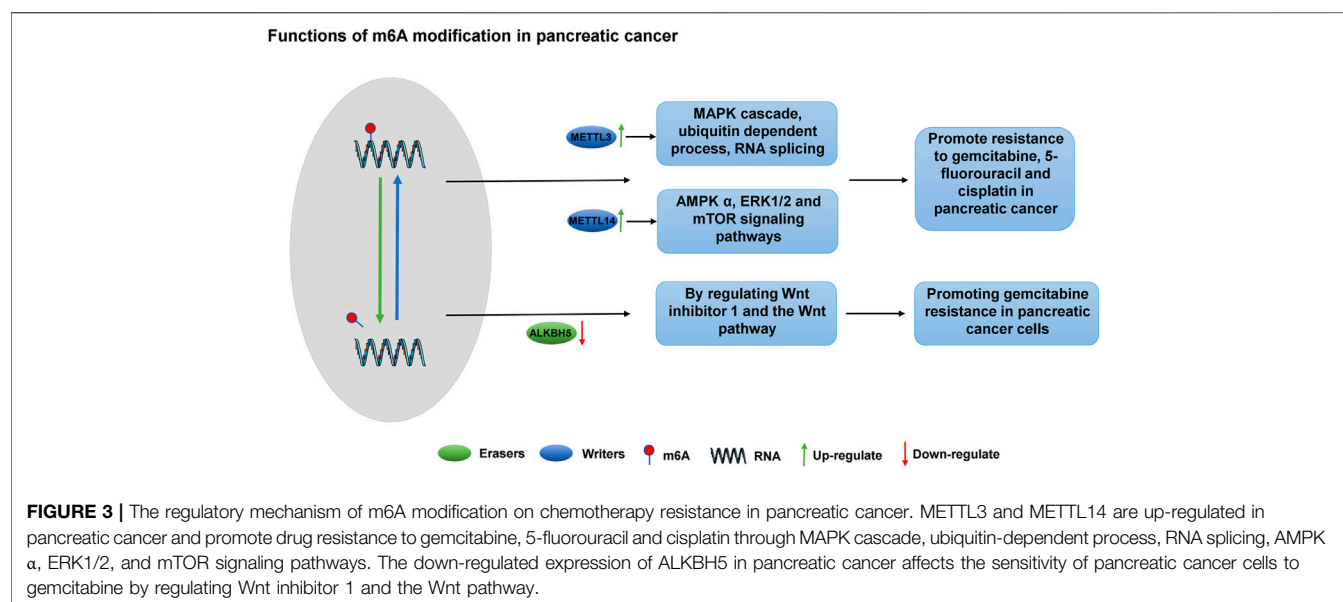 Functions of m6A modification in pancreatic cancer
METTL3
MAPK cascade,
ubiquitin dependent
process, RNA splicing
METTL14
AMPK α, ERK1/2 and
mTOR signaling
pathways
Promote resistance
to gemcitabine, 5-
fluorouracil and
cisplatin in
pancreatic cancer
ALKBH5
By regulating Wnt
inhibitor 1 and the Wnt
pathway
Promoting gemcitabine
resistance in pancreatic
cancer cells
Erasers Writers m6A RNA Up-regulate Down-regulate
FIGURE 3 | The regulatory mechanism of m6A modification on chemotherapy resistance in pancreatic cancer. METTL3 and METTL14 are up-regulated in
pancreatic cancer and promote drug resistance to gemcitabine, 5-fluorouracil and cisplatin through MAPK cascade, ubiquitin-dependent process, RNA splicing, AMPK
α, ERK1/2, and mTOR signaling pathways. The down-regulated expression of ALKBH5 in pancreatic cancer affects the sensitivity of pancreatic cancer cells to
gemcitabine by regulating Wnt inhibitor 1 and the Wnt pathway.